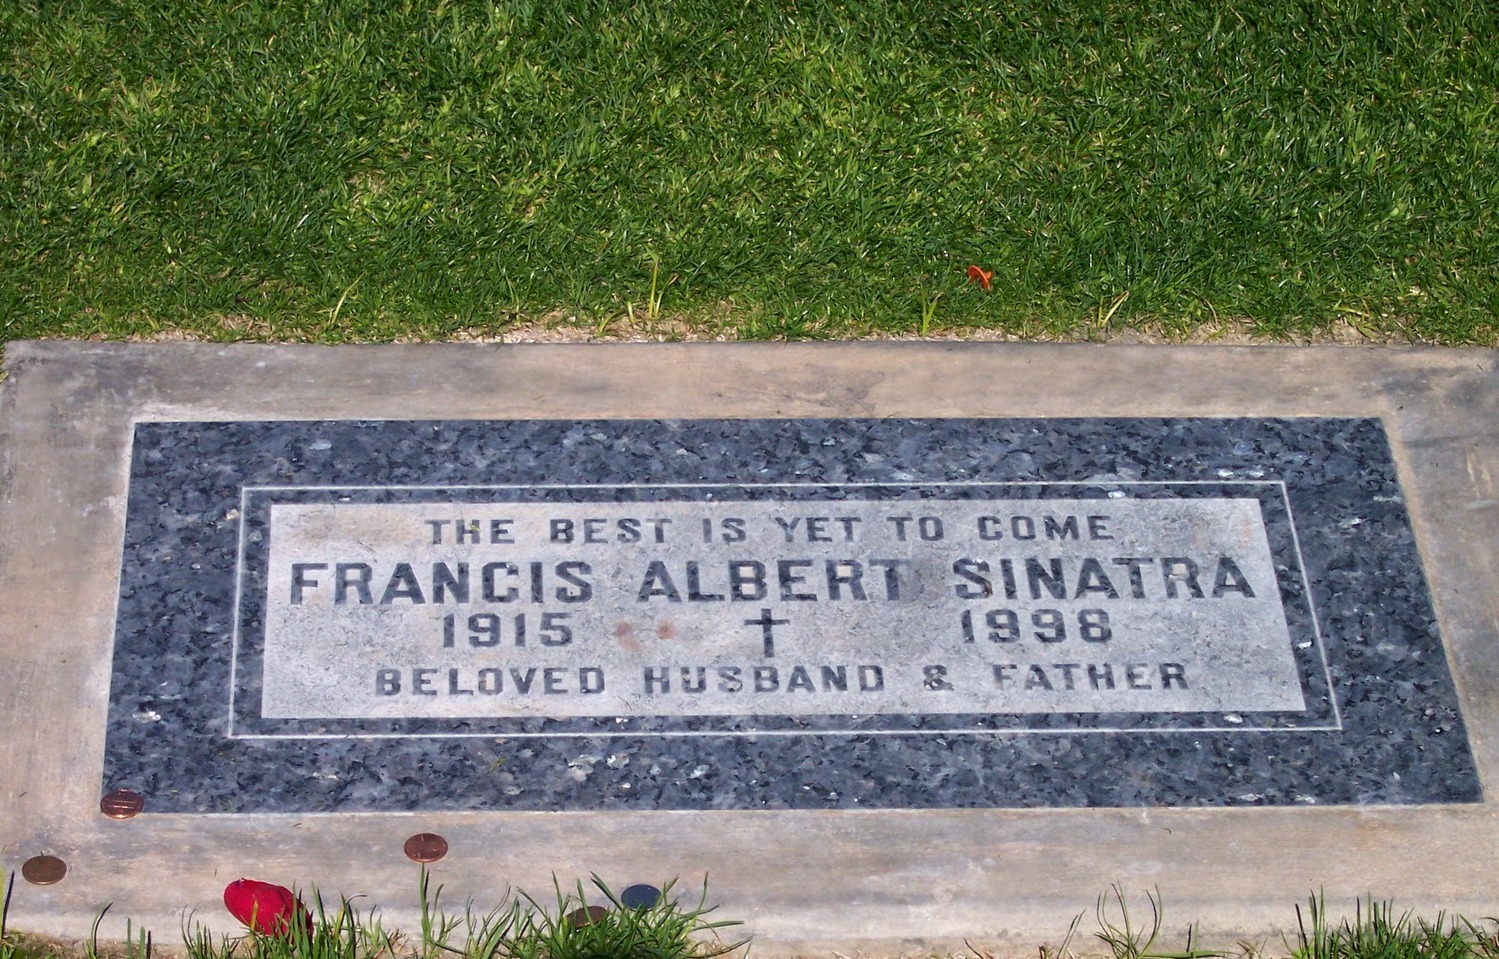 THE BEST IS YET TO COME
FRANCIS ALBERT SINATRA
1915 1998
BELOVED HUSBAND & FATHER